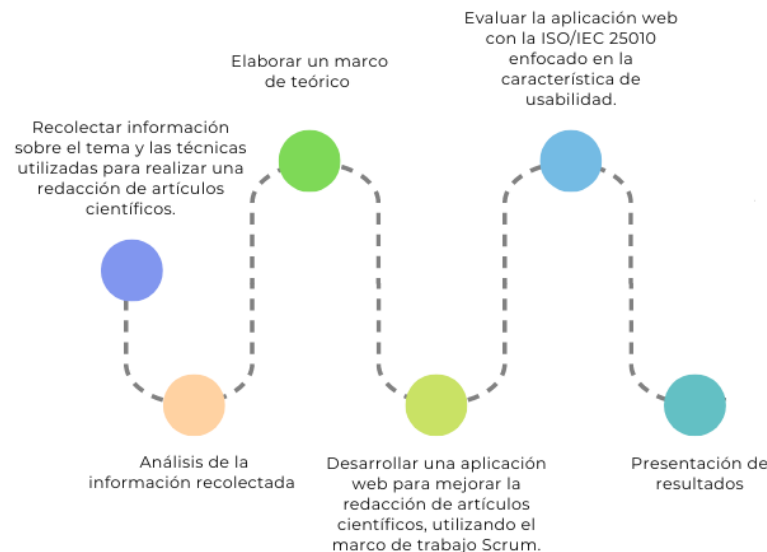 Recolectar información
sobre el tema y las técnicas
utilizadas para realizar una
redacción de artículos
científicos.
Análisis de la
información recolectada
Elaborar un marco
de teórico
Desarrollar una aplicación
web para mejorar la
redacción de artículos
científicos, utilizando el
marco de trabajo Scrum.
Evaluar la aplicación web
con la ISO/IEC 25010
enfocado en la
característica de
usabilidad.
Presentación de
resultados